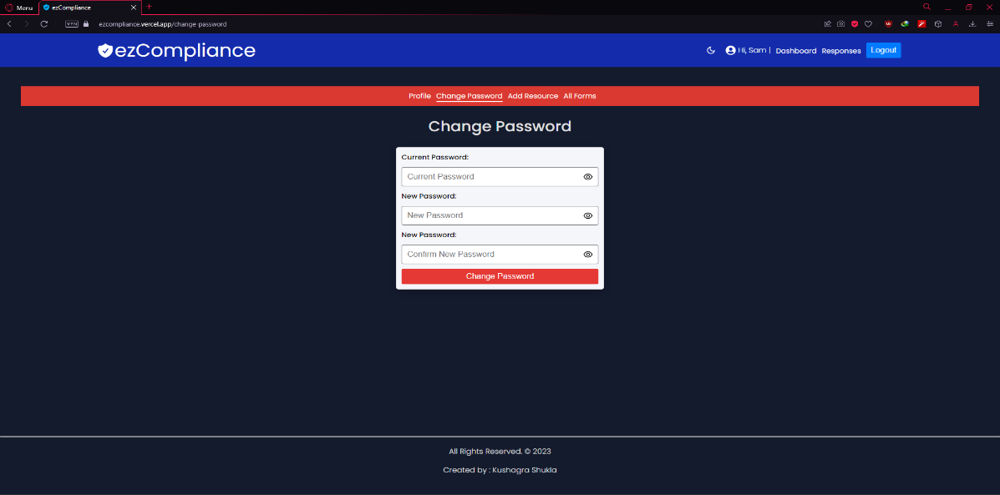 Menu
ezCompliance
VPN
ezcompliance.vercel.app/change-password
ezCompliance
Hi, Sam | Dashboard Responses Logout
Profile Change Password Add Resource All Forms
Change Password
Current Password:
Current Password
New Password:
New Password
New Password:
Confirm New Password
Change Password
All Rights Reserved. © 2023
Created by : Kushagra Shukla